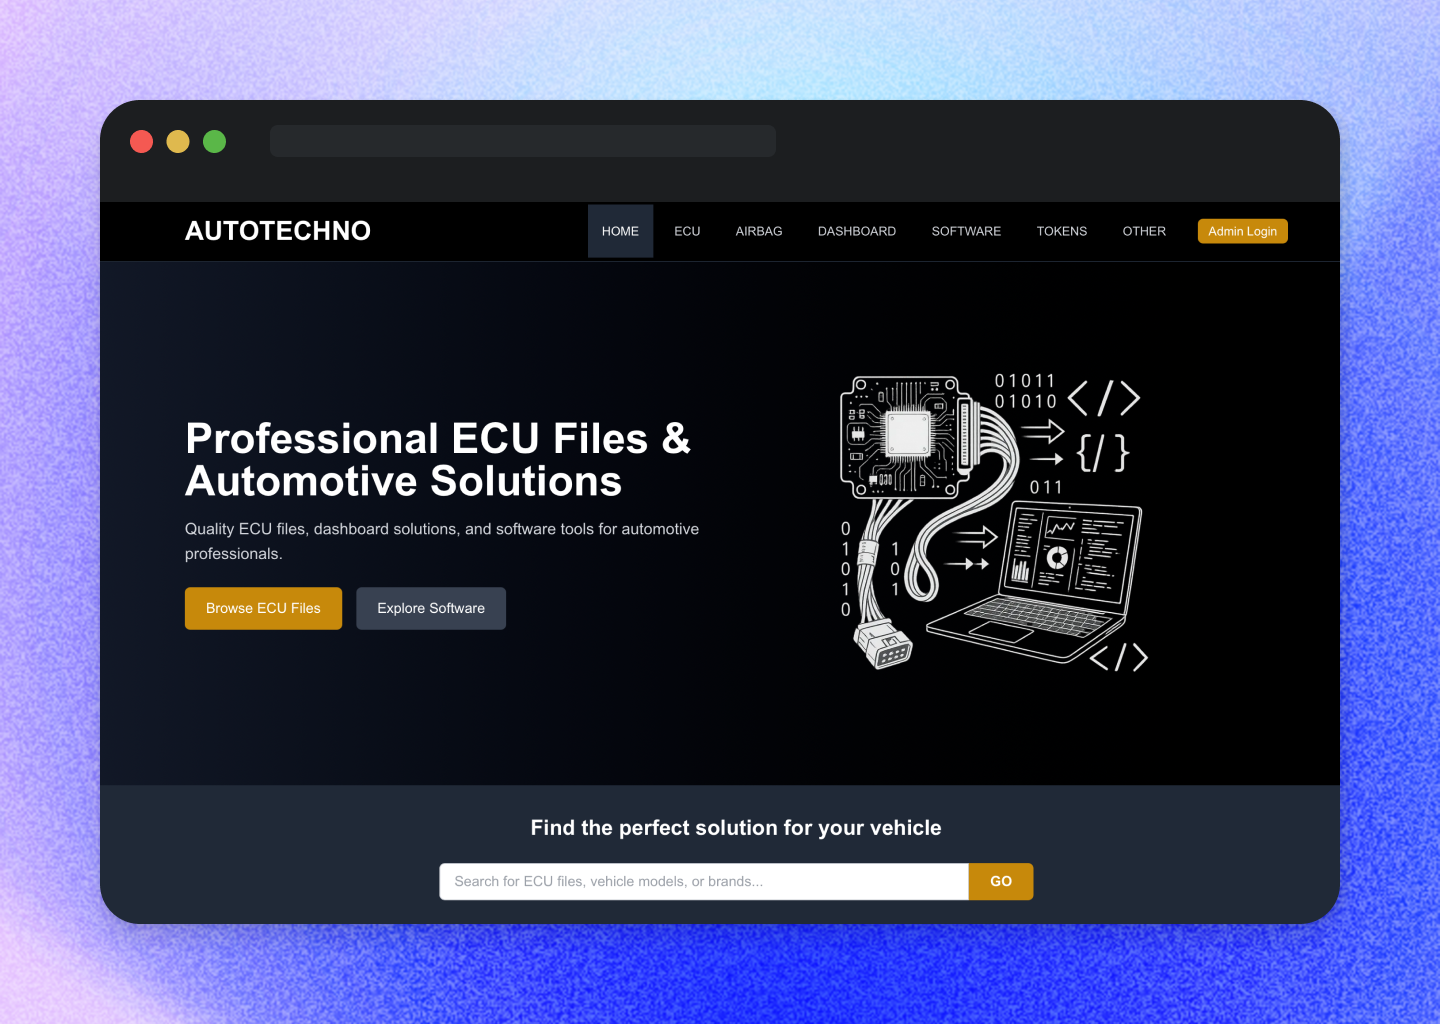 AUTOTECHNO
HOME ECU AIRBAG DASHBOARD SOFTWARE TOKENS OTHER Admin Login
Professional ECU Files &
Automotive Solutions
Quality ECU files, dashboard solutions, and software tools for automotive
professionals.
Browse ECU Files Explore Software
01011 </>
01010
{/}
011
0
1
0
1
0
1
0
1
</>
Find the perfect solution for your vehicle
Search for ECU files, vehicle models, or brands... GO